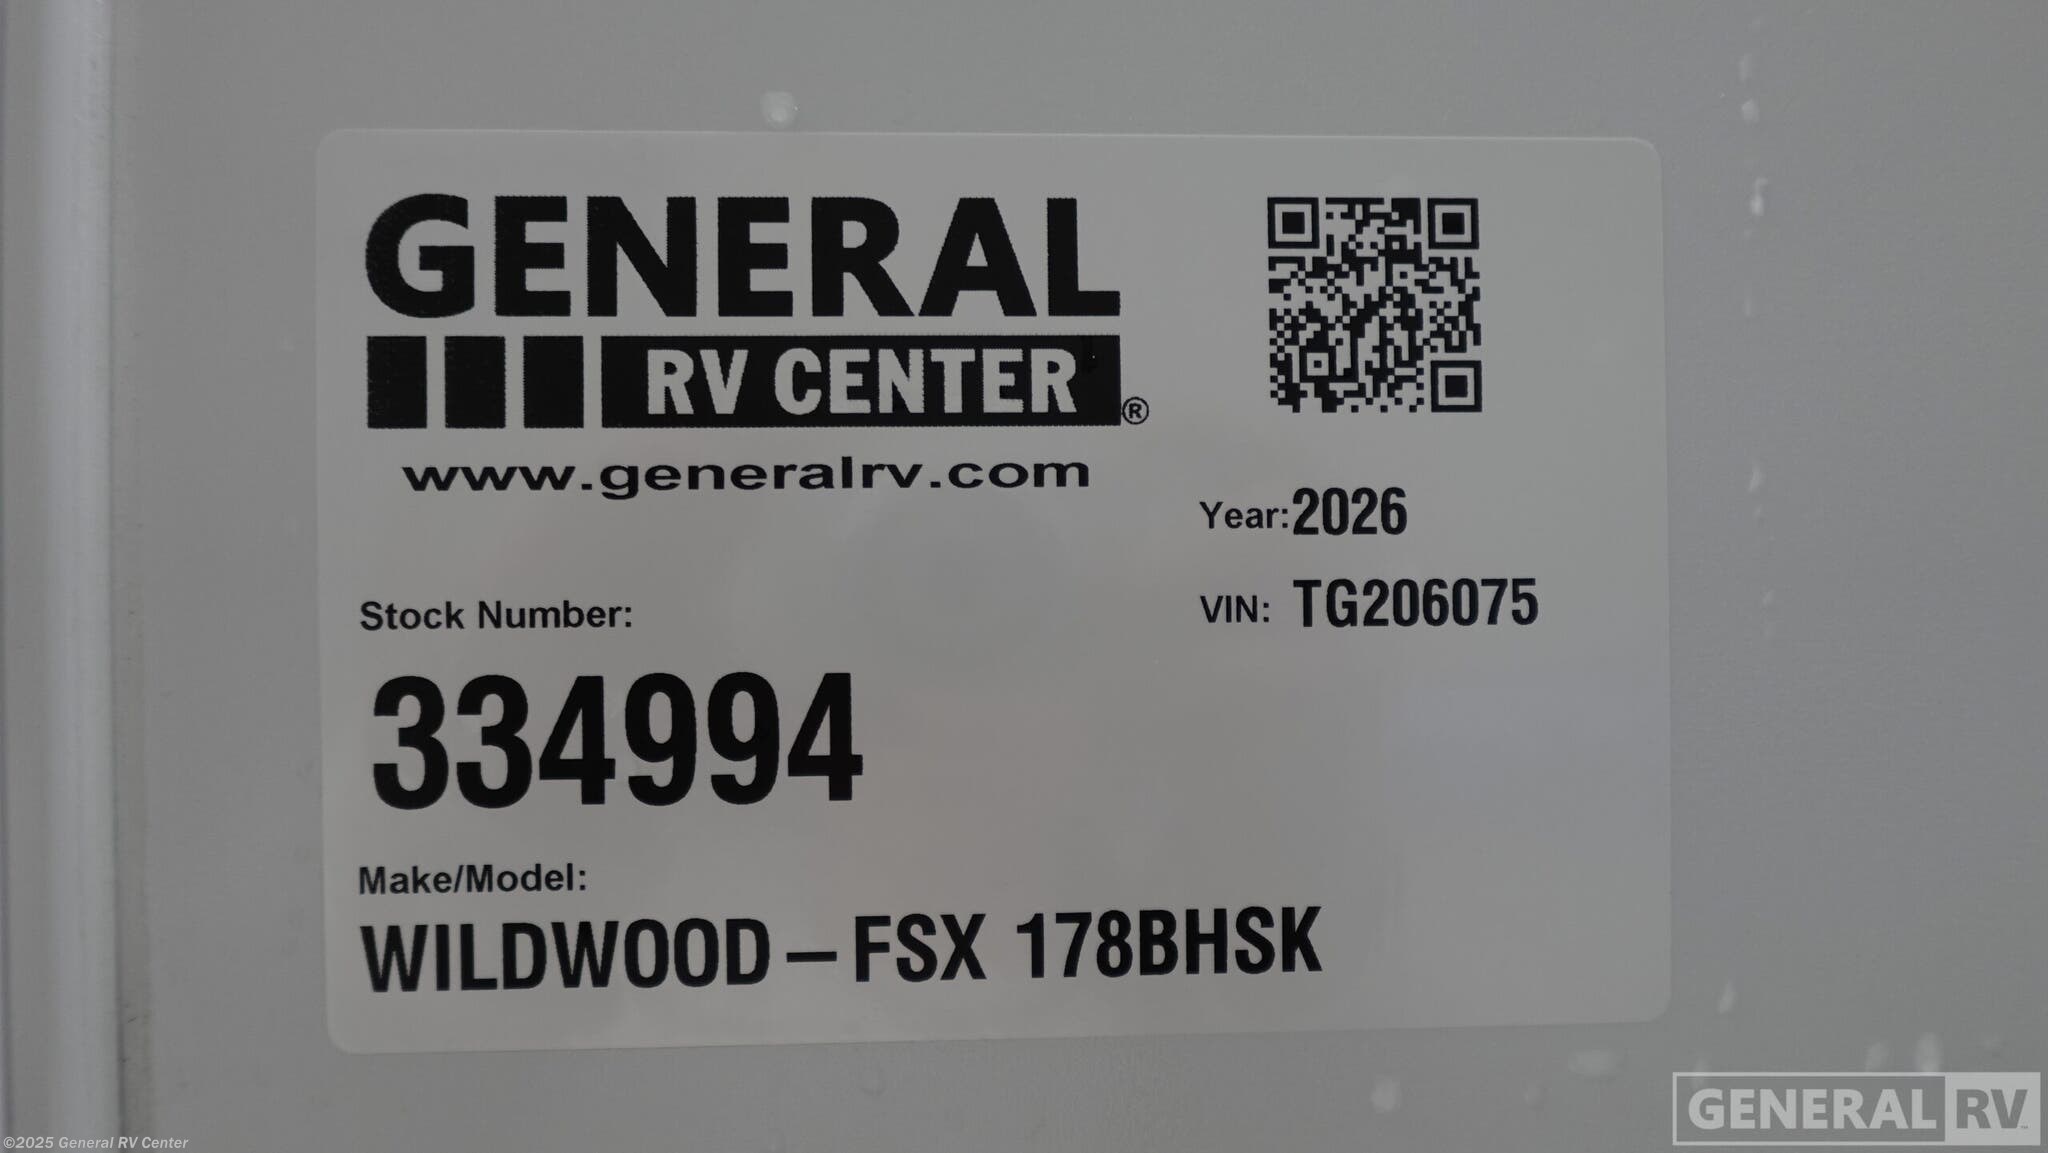 GENERAL
RV CENTER®
www.generalrv.com
Year: 2026
VIN: TG206075
Stock Number:
334994
Make/Model:
WILDWOOD – FSX 178BHSK
©2025 General RV Center
GENERAL RV™